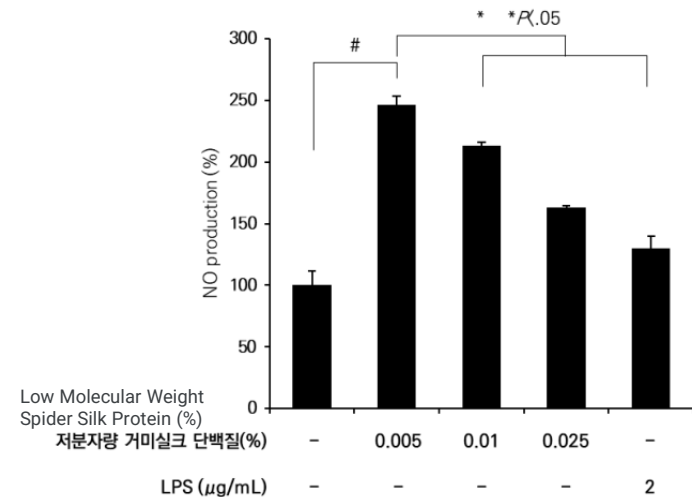 * *P<.05
#
300
250
200
150
100
50
0
NO production (%)
Low Molecular Weight
Spider Silk Protein (%)
저분자량 거미실크 단백질(%) – 0.005 0.01 0.025 –
LPS (μg/mL) – – – – 2